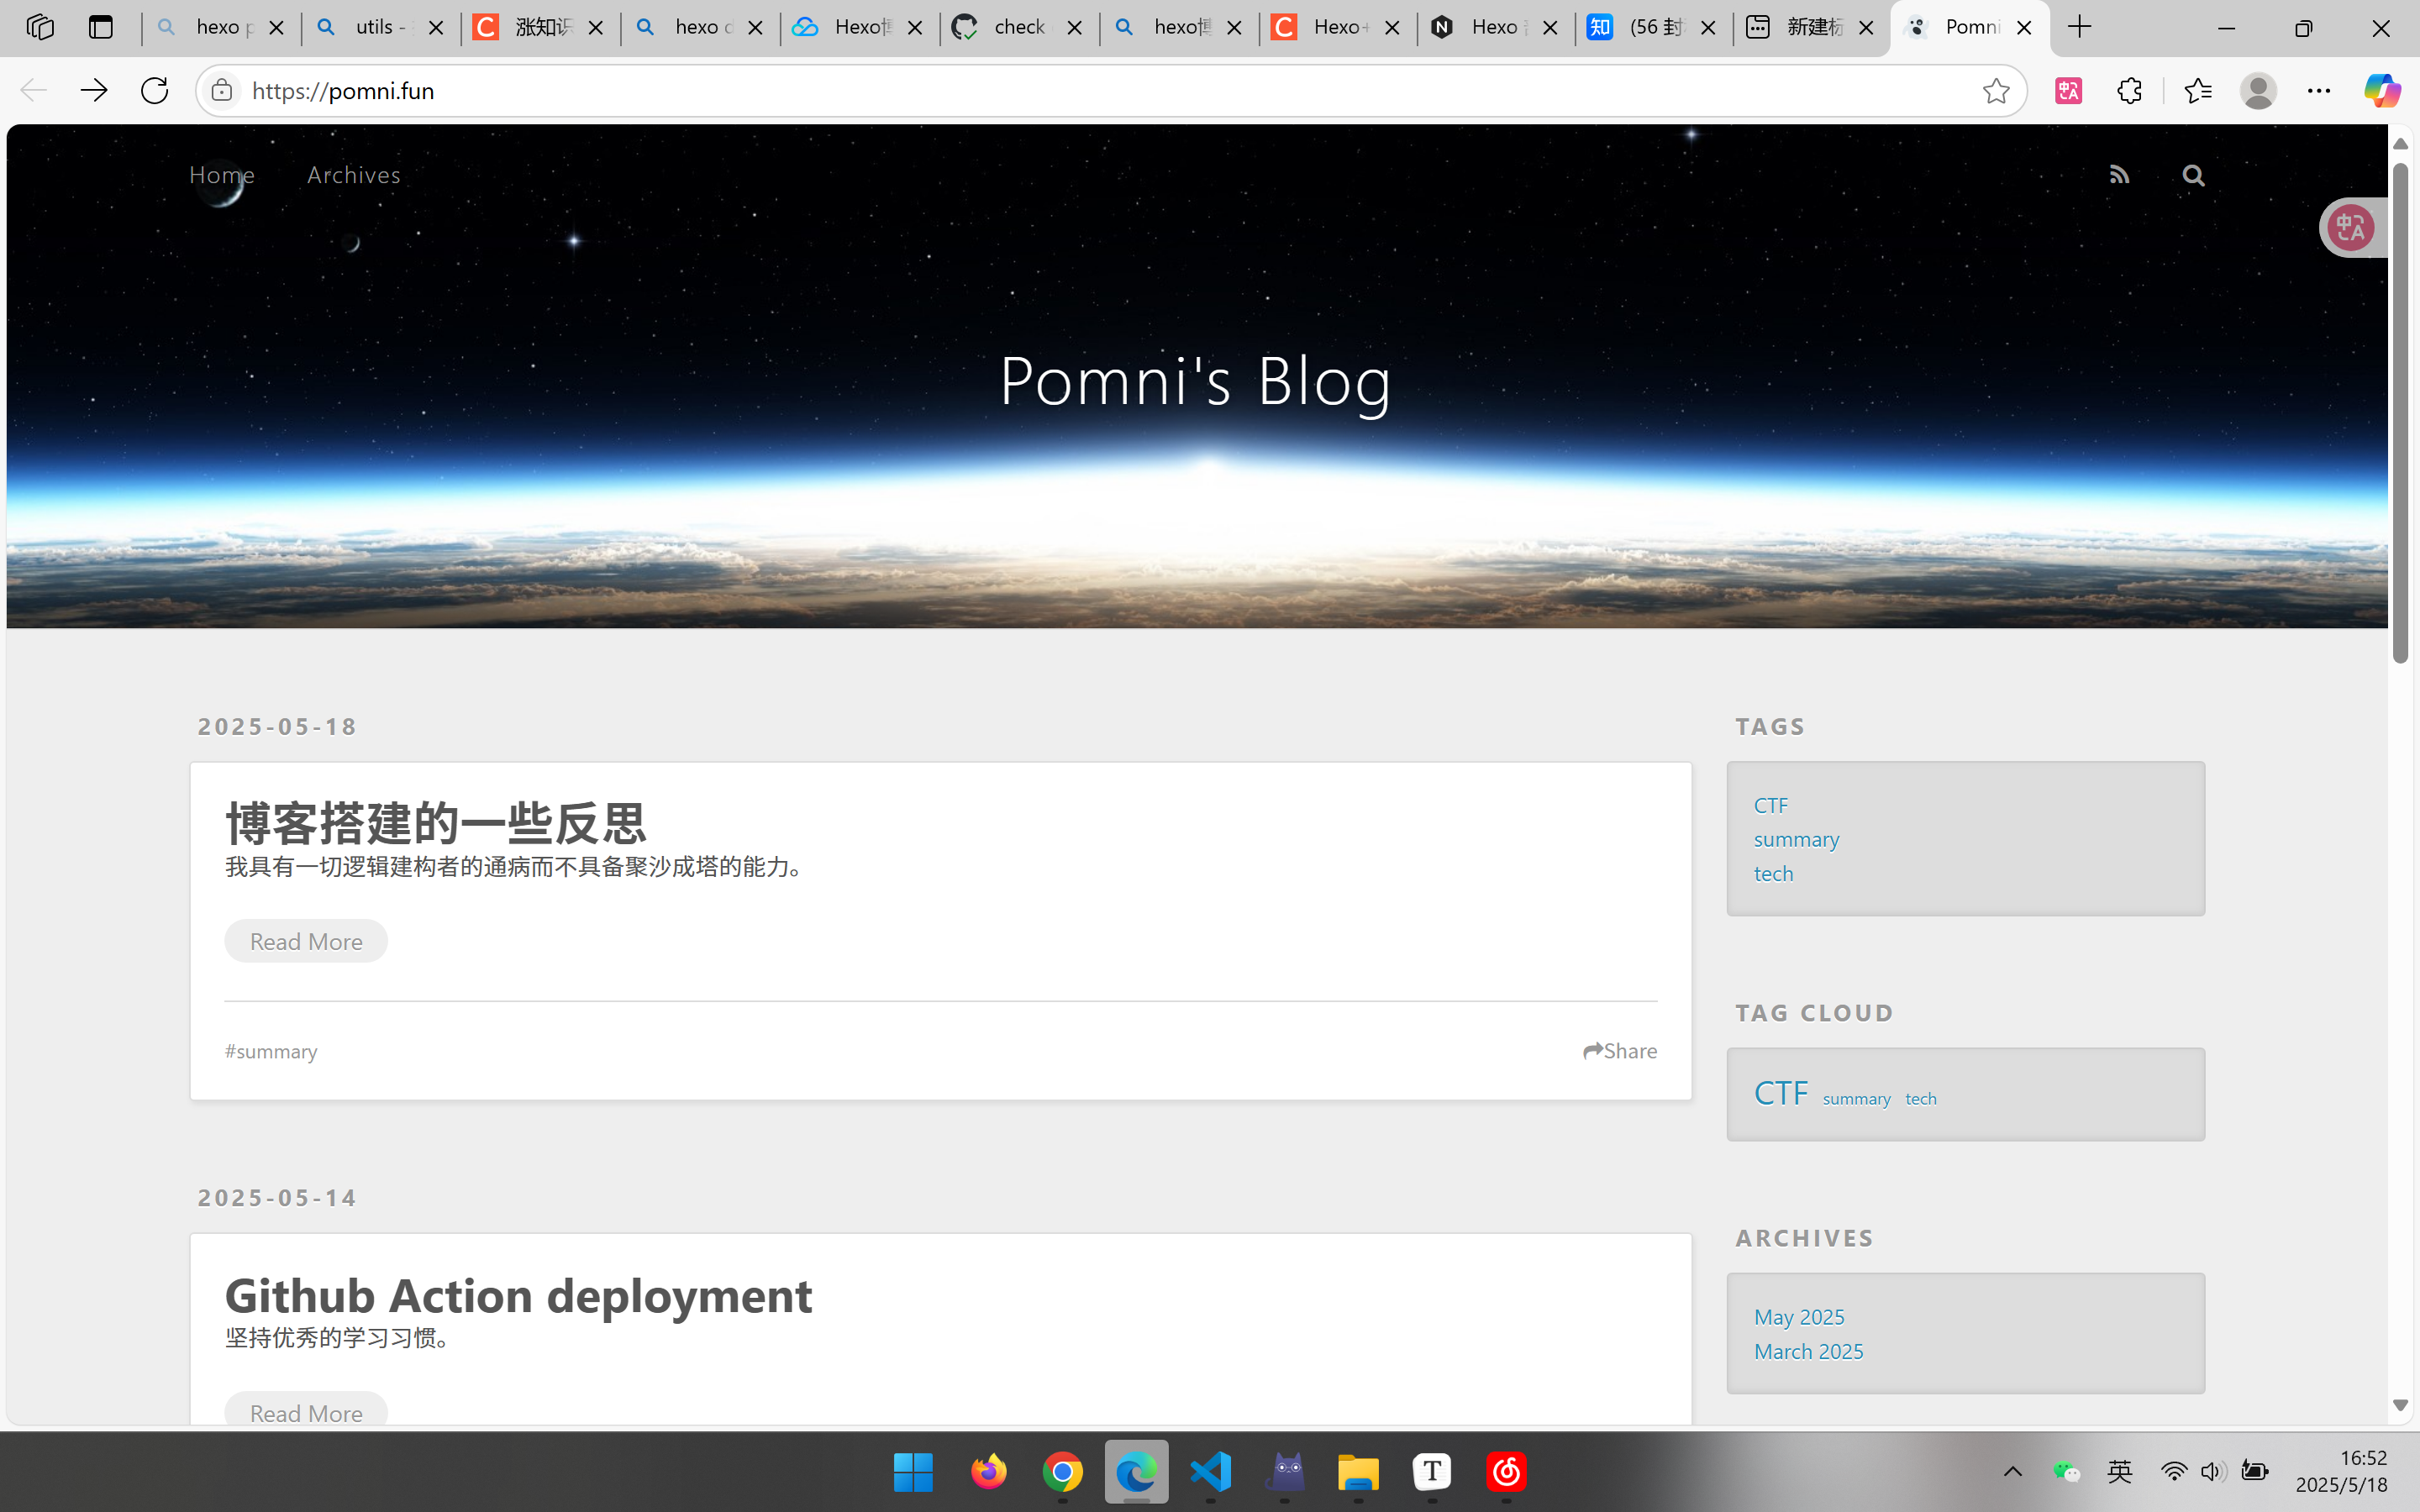 hexo p
utils -
涨知识
hexo d
Hexo博
check
hexo博
Hexo+
Hexo
(56 封
新建标
Pomni
https://pomni.fun
Home
Archives
Pomni's Blog
2025-05-18
博客搭建的一些反思
我具有一切逻辑建构者的通病而不具备聚沙成塔的能力。
Read More
#summary
Share
2025-05-14
Github Action deployment
坚持优秀的学习习惯。
Read More
TAGS
CTF
summary
tech
TAG CLOUD
CTF summary tech
ARCHIVES
May 2025
March 2025
英
16:52
2025/5/18